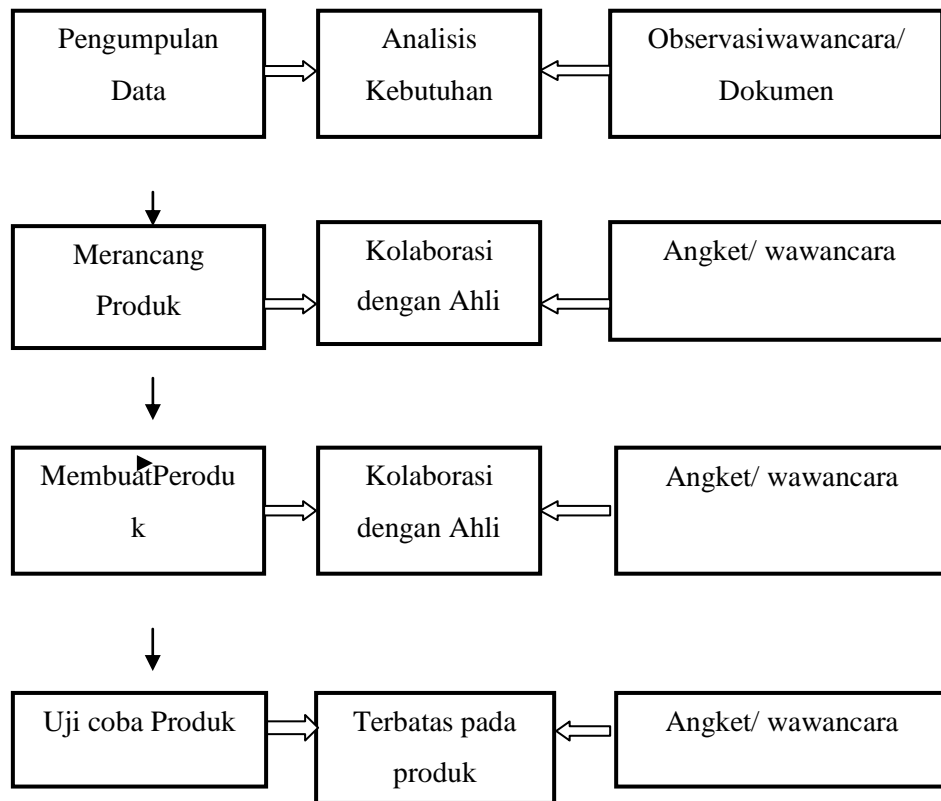 Pengumpulan
Data
Analisis
Kebutuhan
Observasiwawancara/
Dokumen
Merancang
Produk
Kolaborasi
dengan Ahli
Angket/ wawancara
MembuatPerodu
k
Kolaborasi
dengan Ahli
Angket/ wawancara
Uji coba Produk
Terbatas pada
produk
Angket/ wawancara